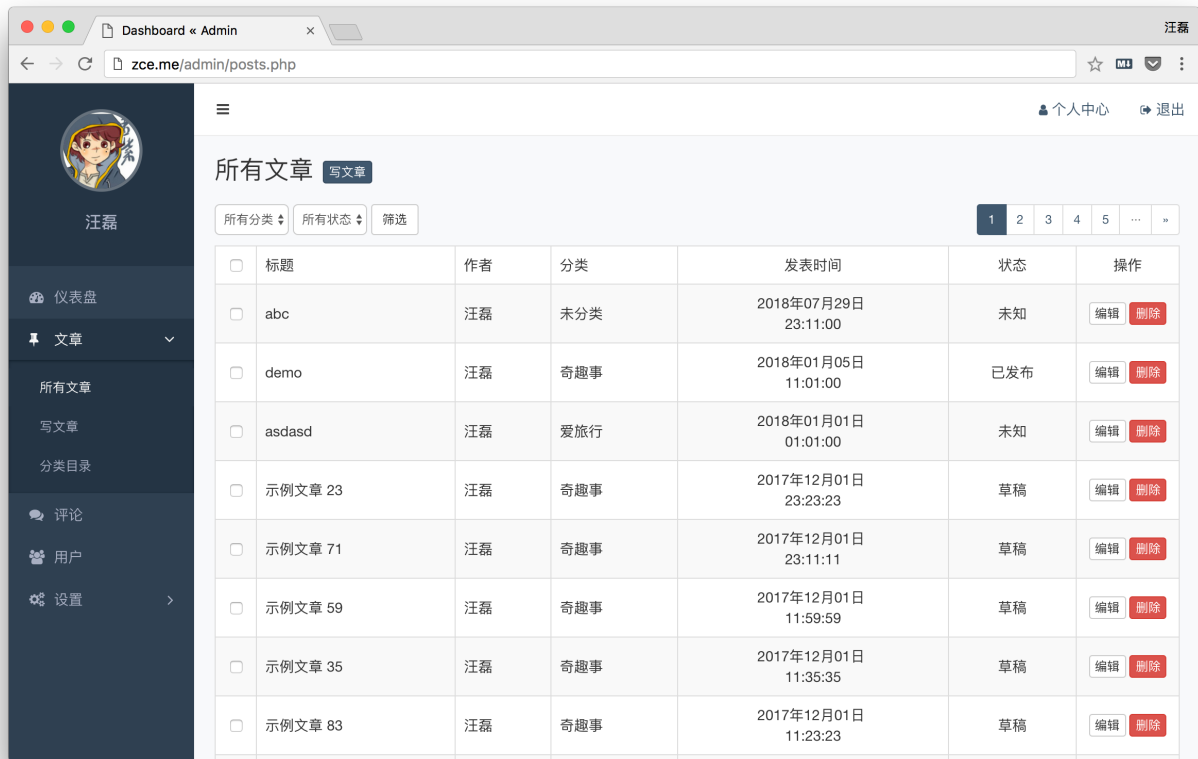 Dashboard « Admin
汪磊
zce.me/admin/posts.php
个人中心
退出
汪磊
仪表盘
文章
所有文章
写文章
分类目录
评论
用户
设置
所有文章 写文章
所有分类 所有状态 筛选
1 2 3 4 5 ... »
标题 作者 分类 发表时间 状态 操作
abc 汪磊 未分类 2018年07月29日 未知 编辑 删除
23:11:00
demo 汪磊 奇趣事 2018年01月05日 已发布 编辑 删除
11:01:00
asdasd 汪磊 爱旅行 2018年01月01日 未知 编辑 删除
01:01:00
示例文章 23 汪磊 奇趣事 2017年12月01日 草稿 编辑 删除
23:23:23
示例文章 71 汪磊 奇趣事 2017年12月01日 草稿 编辑 删除
23:11:11
示例文章 59 汪磊 奇趣事 2017年12月01日 草稿 编辑 删除
11:59:59
示例文章 35 汪磊 奇趣事 2017年12月01日 草稿 编辑 删除
11:35:35
示例文章 83 汪磊 奇趣事 2017年12月01日 草稿 编辑 删除
11:23:23